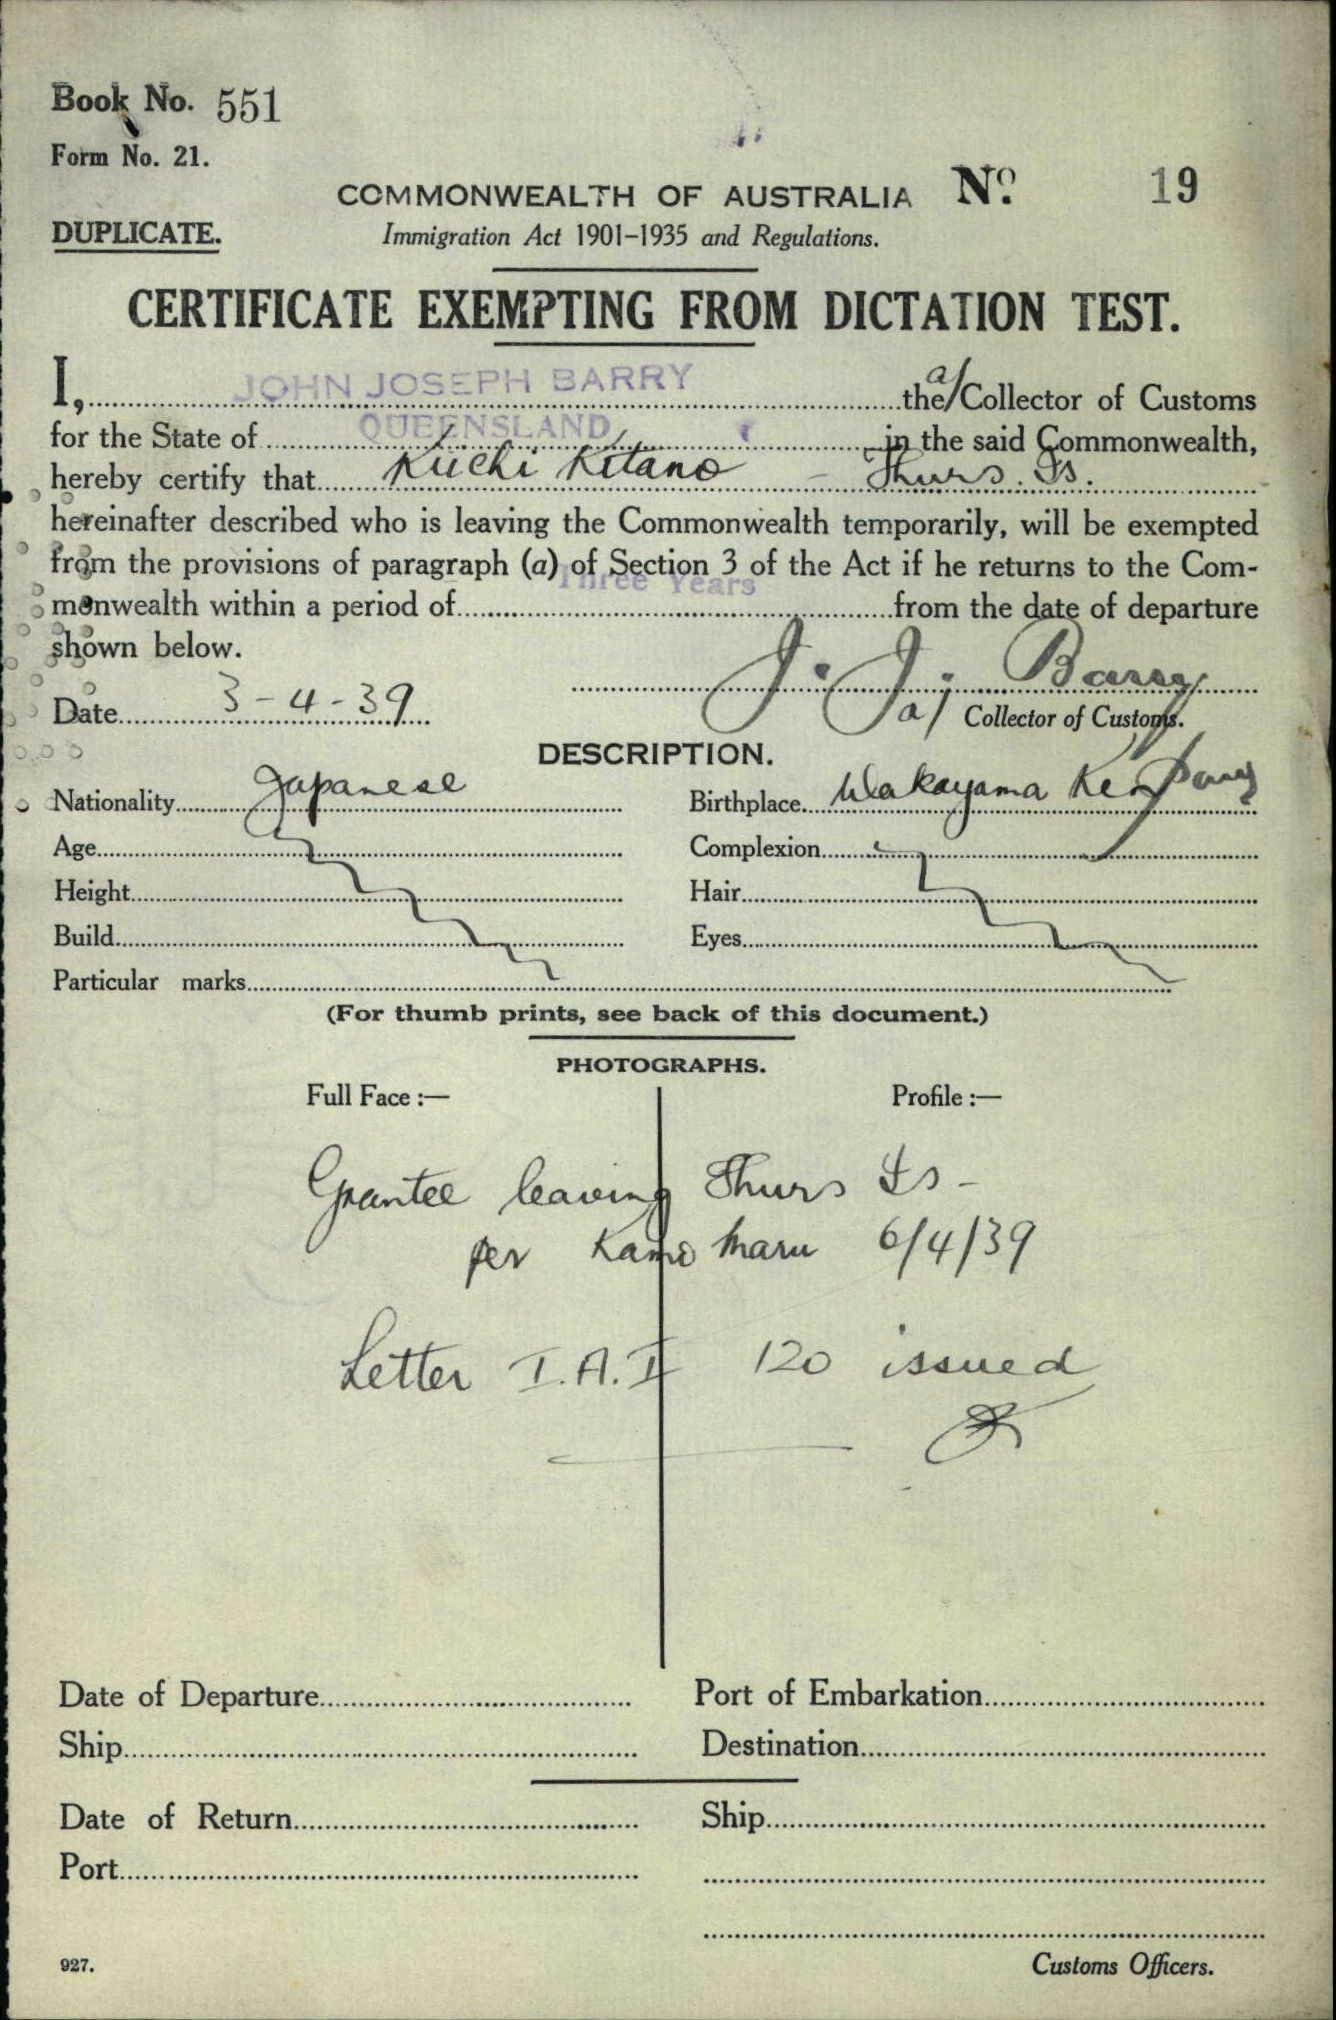 Book No. 551
Form No. 21.
COMMONWEALTH OF AUSTRALIA No. 19
DUPLICATE.
Immigration Act 1901–1935 and Regulations.
CERTIFICATE EXEMPTING FROM DICTATION TEST.
I, JOHN JOSEPH BARRY the a/ Collector of Customs
for the State of QUEENSLAND in the said Commonwealth,
hereby certify that Kiichi Kitano – Thurs. Is.
hereinafter described who is leaving the Commonwealth temporarily, will be exempted
from the provisions of paragraph (a) of Section 3 of the Act if he returns to the Com-
monwealth within a period of Three Years from the date of departure
shown below.
J. J. Barry
Date 3-4-39 a/ Collector of Customs.
DESCRIPTION.
Nationality Japanese Birthplace Wakayama Ken
Age Complexion
Height Hair
Build Eyes
Particular marks
(For thumb prints, see back of this document.)
PHOTOGRAPHS.
Full Face :— Profile :—
Grantee leaving Thurs Is -
per Kamo Maru 6/4/39
Letter I.A.I 120 issued
Date of Departure Port of Embarkation
Ship Destination
Date of Return Ship
Port
927. Customs Officers.